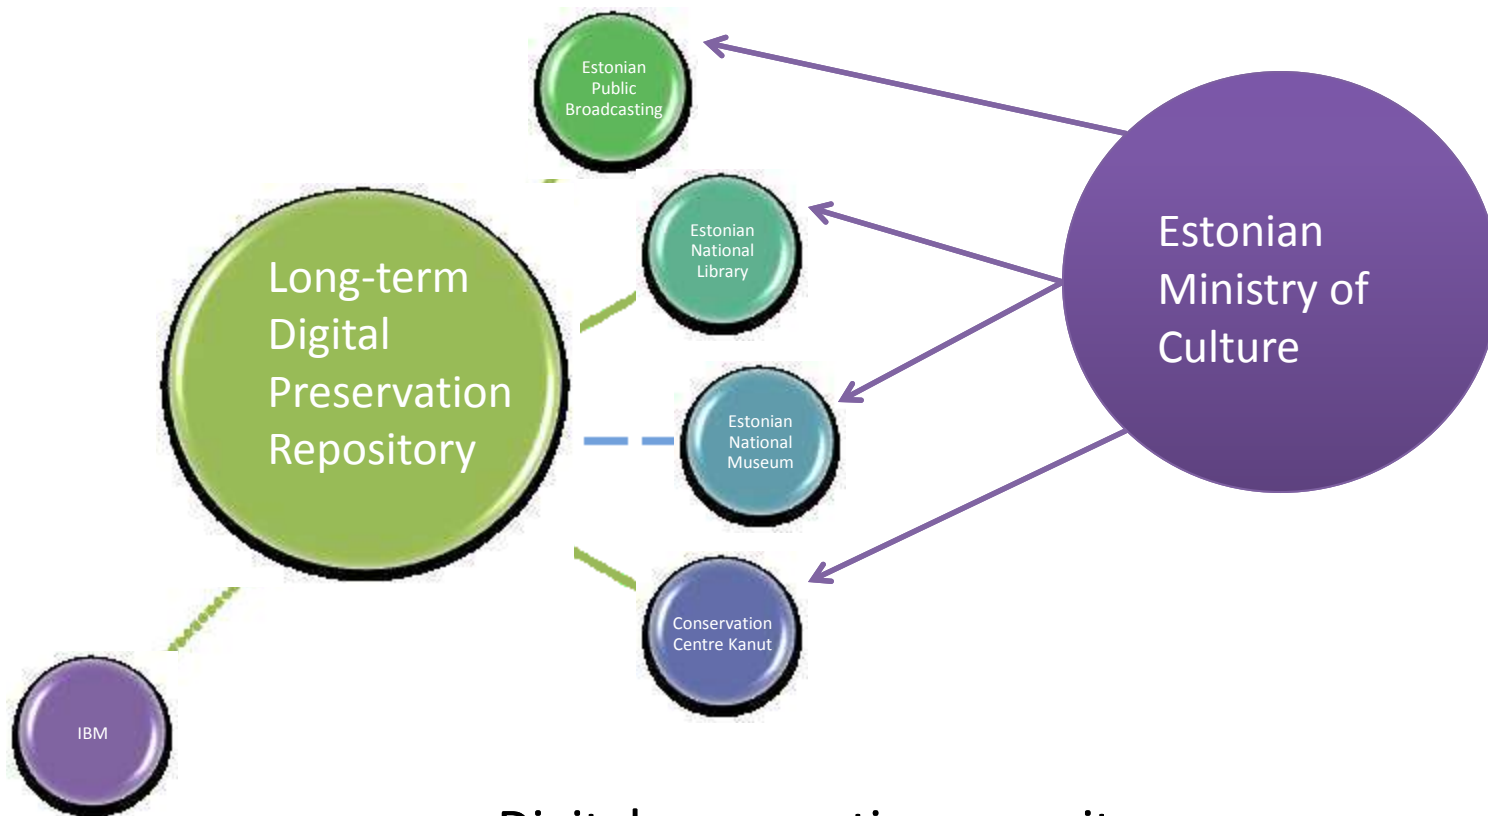 Estonian
Public
Broadcasting
Estonian
National
Library
Long-term
Digital
Preservation
Repository
Estonian
Ministry of
Culture
Estonian
National
Museum
Conservation
Centre Kanut
IBM
Digital